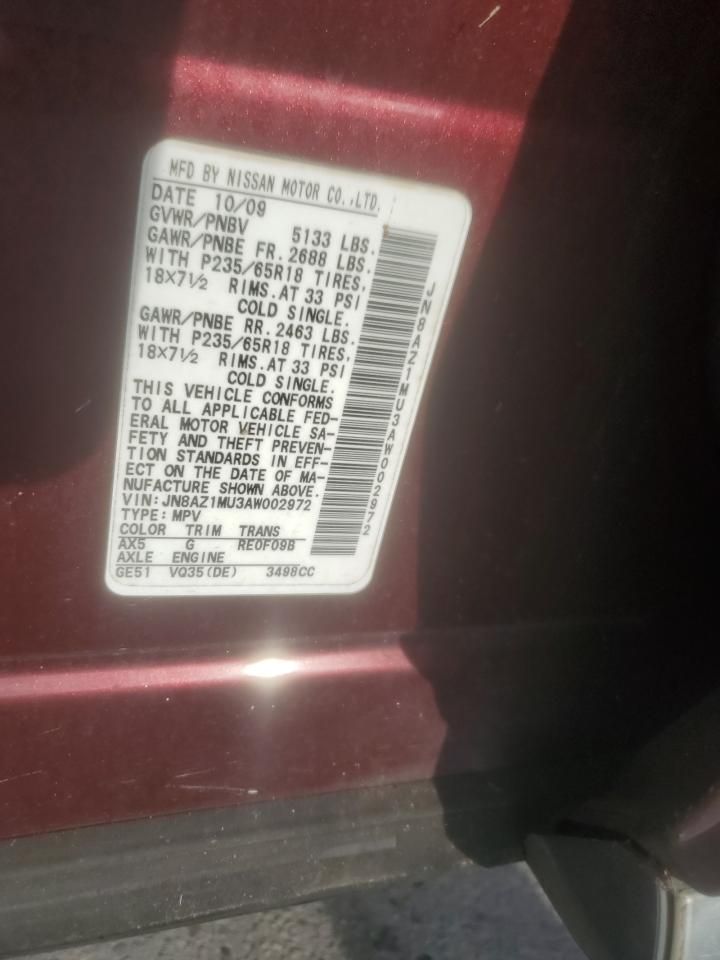 MFD BY NISSAN MOTOR CO.,LTD.
DATE 10/09
GVWR/PNBV 5133 LBS.
GAWR/PNBE FR. 2688 LBS.
WITH P235/65R18 TIRES,
18×7½ RIMS.AT 33 PSI
COLD SINGLE.
GAWR/PNBE RR. 2463 LBS.
WITH P235/65R18 TIRES,
18×7½ RIMS.AT 33 PSI
COLD SINGLE.
THIS VEHICLE CONFORMS
TO ALL APPLICABLE FED-
ERAL MOTOR VEHICLE SA-
FETY AND THEFT PREVEN-
TION STANDARDS IN EFF-
ECT ON THE DATE OF MA-
NUFACTURE SHOWN ABOVE.
VIN: JN8AZ1MU3AW002972
TYPE: MPV
COLOR TRIM TRANS
AX5 G RE0F09B
AXLE ENGINE
GE51 VQ35(DE) 3498CC
JN8AZ1MU3AW002972